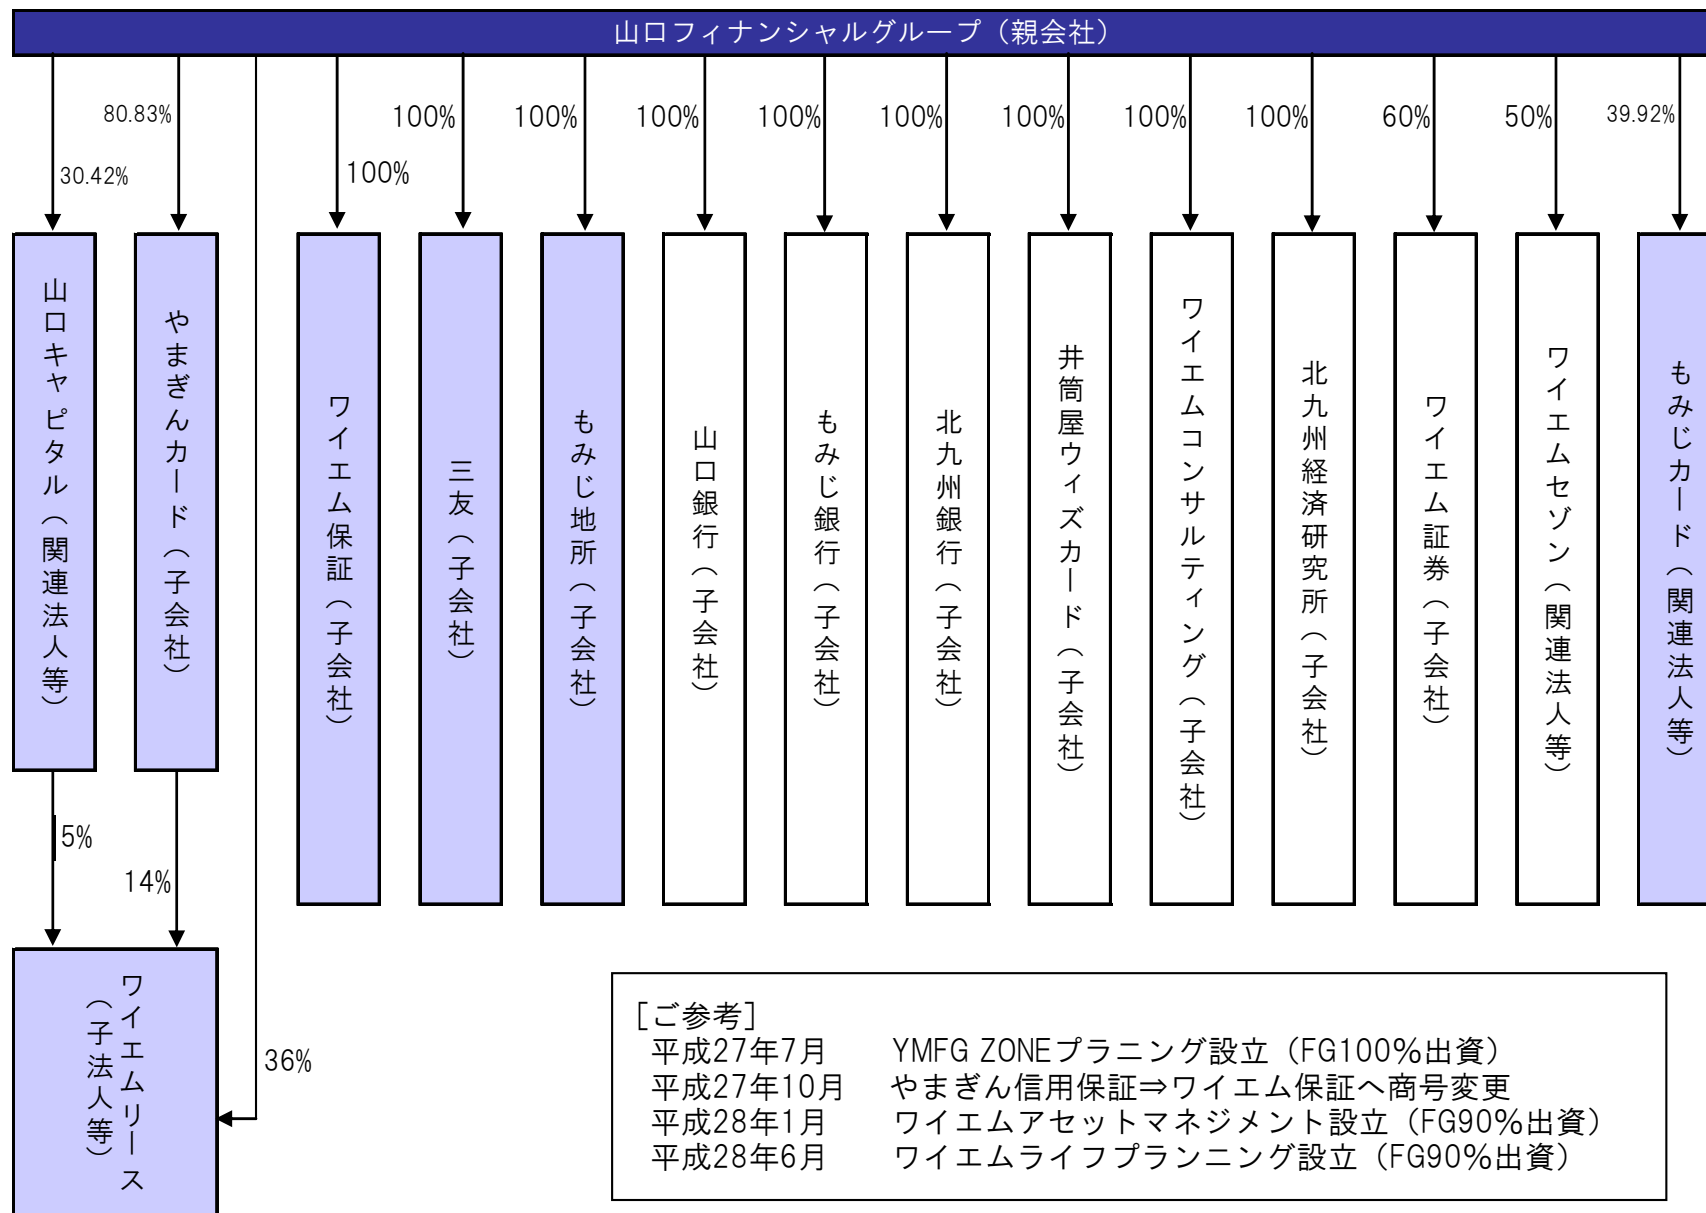 山口フィナンシャルグループ（親会社）
80.83%
30.42%
100%
100%
100%
100%
100%
100%
100%
100%
100%
60%
50%
39.92%
山口キャピタル（関連法人等）
やまぎんカード（子会社）
ワイエム保証（子会社）
三友（子会社）
もみじ地所（子会社）
山口銀行（子会社）
もみじ銀行（子会社）
北九州銀行（子会社）
井筒屋ウィズカード（子会社）
ワイエムコンサルティング（子会社）
北九州経済研究所（子会社）
ワイエム証券（子会社）
ワイエムセゾン（関連法人等）
もみじカード（関連法人等）
5%
14%
36%
ワイエムリース
（子法人等）
［ご参考］
平成27年7月 YMFG ZONEプラニング設立（FG100％出資）
平成27年10月 やまぎん信用保証⇒ワイエム保証へ商号変更
平成28年1月 ワイエムアセットマネジメント設立（FG90％出資）
平成28年6月 ワイエムライフプランニング設立（FG90％出資）